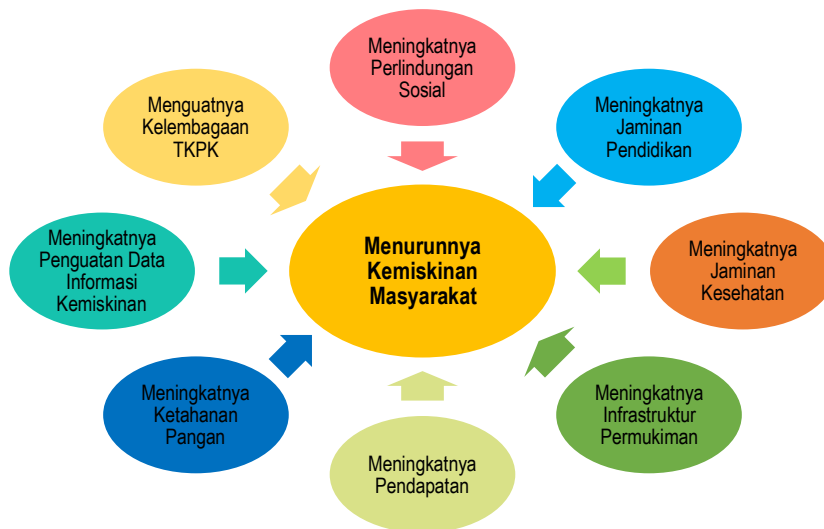 Meningkatnya
Perlindungan
Sosial
Meningkatnya
Jaminan
Pendidikan
Meningkatnya
Jaminan
Kesehatan
Meningkatnya
Infrastruktur
Permukiman
Meningkatnya
Pendapatan
Meningkatnya
Ketahanan
Pangan
Meningkatnya
Penguatan Data
Informasi
Kemiskinan
Menguatnya
Kelembagaan
TKPK
Menurunnya
Kemiskinan
Masyarakat